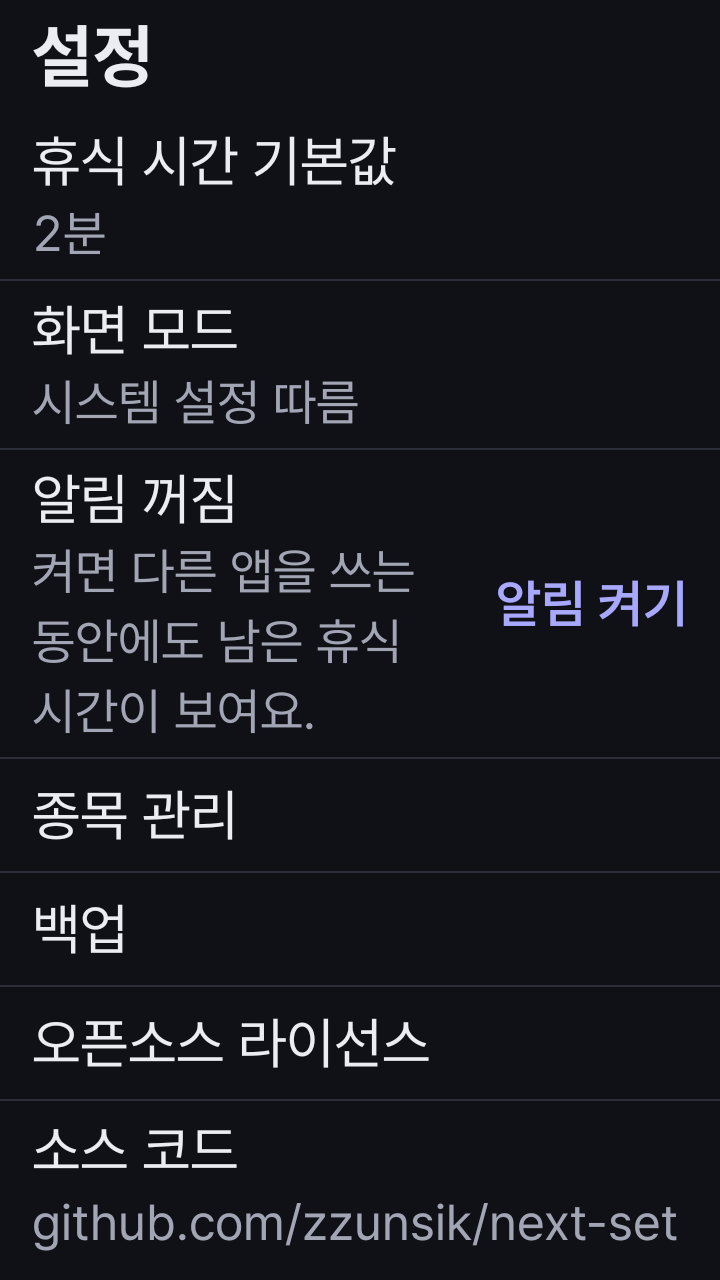 설정
휴식 시간 기본값
2분
화면 모드
시스템 설정 따름
알림 꺼짐
켜면 다른 앱을 쓰는
동안에도 남은 휴식
시간이 보여요.
알림 켜기
종목 관리
백업
오픈소스 라이선스
소스 코드
github.com/zzunsik/next-set